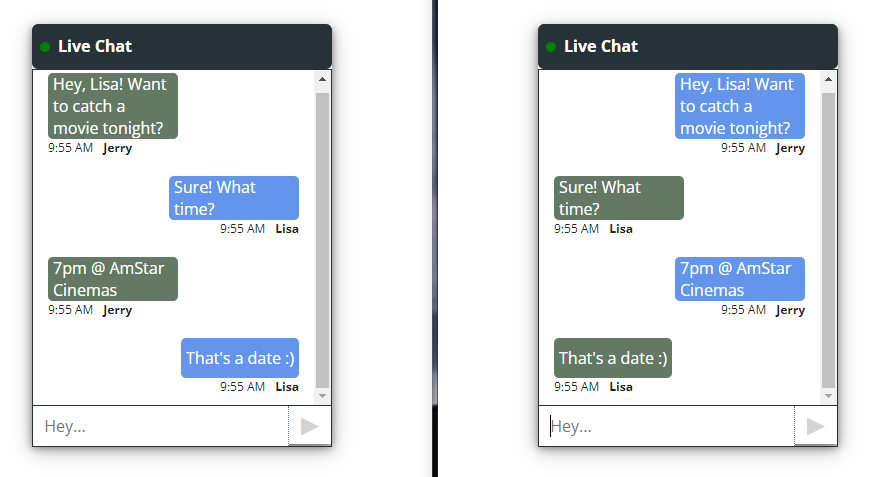 Live Chat
Hey, Lisa! Want
to catch a
movie tonight?
9:55 AM Jerry
Sure! What
time?
9:55 AM Lisa
7pm @ AmStar
Cinemas
9:55 AM Jerry
That's a date :)
9:55 AM Lisa
Hey...
Live Chat
Hey, Lisa! Want
to catch a
movie tonight?
9:55 AM Jerry
Sure! What
time?
9:55 AM Lisa
7pm @ AmStar
Cinemas
9:55 AM Jerry
That's a date :)
9:55 AM Lisa
Hey...